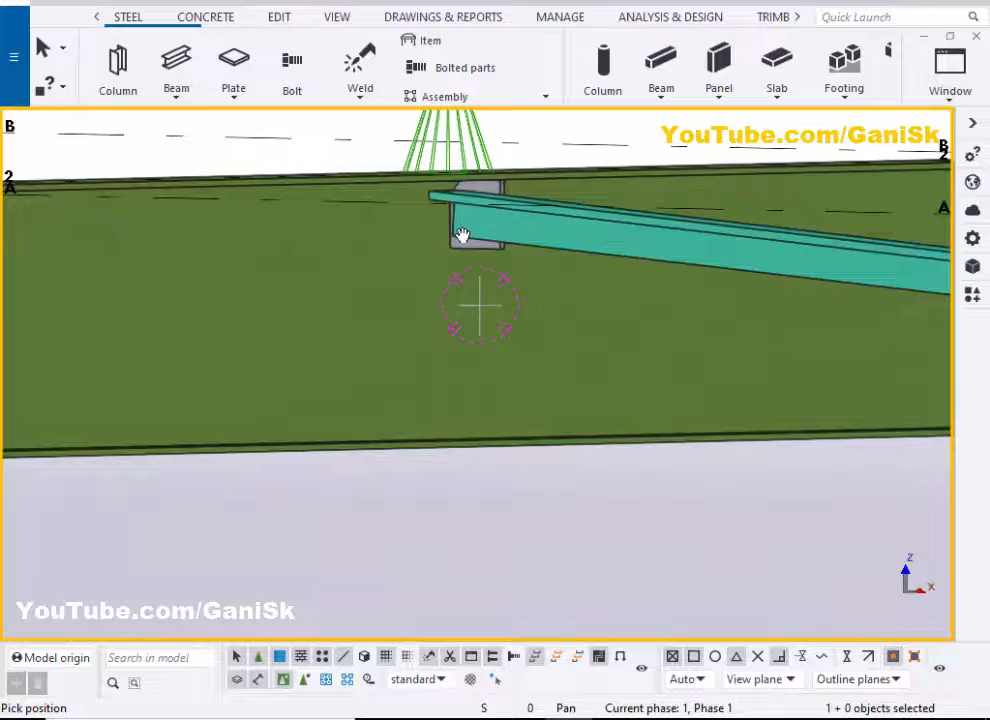 STEEL CONCRETE EDIT VIEW DRAWINGS & REPORTS MANAGE ANALYSIS & DESIGN TRIMB Quick Launch
Item
Bolted parts
Assembly
Column Beam Plate Bolt Weld Column Beam Panel Slab Footing Window
B
YouTube.com/GaniSk
B
2
2
A
A
Z
X
YouTube.com/GaniSk
Model origin Search in model
standard Auto View plane Outline planes
Pick position S 0 Pan Current phase: 1, Phase 1 1 + 0 objects selected